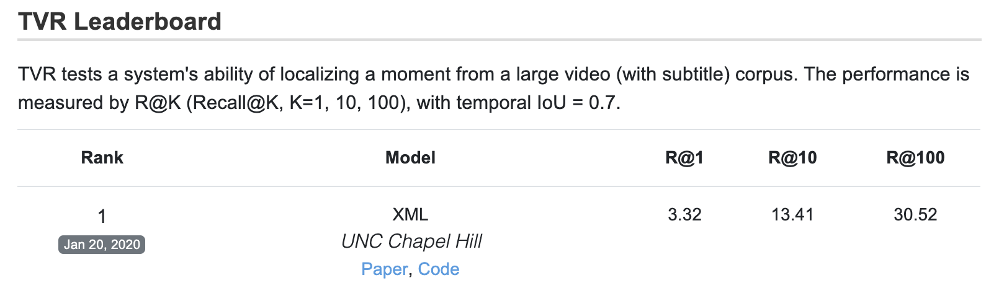 TVR Leaderboard
TVR tests a system's ability of localizing a moment from a large video (with subtitle) corpus. The performance is
measured by R@K (Recall@K, K=1, 10, 100), with temporal IoU = 0.7.
Rank Model R@1 R@10 R@100
1 XML 3.32 13.41 30.52
Jan 20, 2020 UNC Chapel Hill
Paper, Code